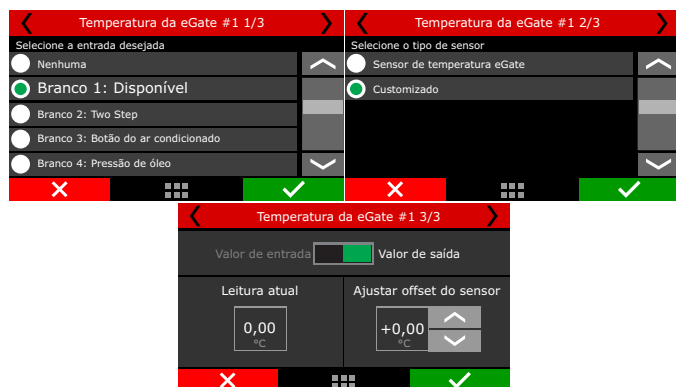 Temperatura da eGate #1 1/3
Selecione a entrada desejada
Nenhuma
Branco 1: Disponível
Branco 2: Two Step
Branco 3: Botão do ar condicionado
Branco 4: Pressão de óleo
Temperatura da eGate #1 2/3
Selecione o tipo de sensor
Sensor de temperatura eGate
Customizado
Temperatura da eGate #1 3/3
Valor de entrada Valor de saída
Leitura atual
0,00
°C
Ajustar offset do sensor
+0,00
°C